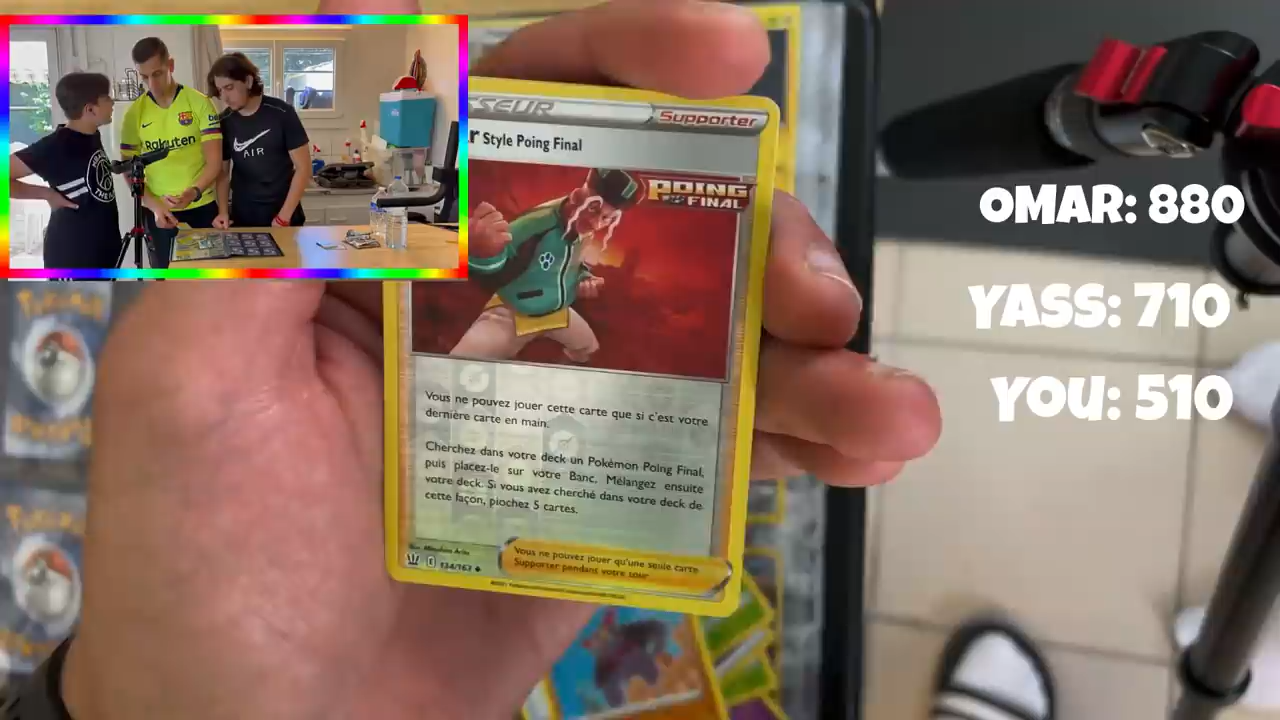 Rakuten
AIR
SSEUR
Supporter
r Style Poing Final
POING
FINAL
Vous ne pouvez jouer cette carte que si c'est votre
dernière carte en main.
Cherchez dans votre deck un Pokémon Poing Final,
puis placez-le sur votre Banc. Mélangez ensuite
votre deck. Si vous avez cherché dans votre deck de
cette façon, piochez 5 cartes.
Vous ne pouvez jouer qu'une seule carte
Supporter pendant votre tour.
134/163
OMAR: 880
YASS: 710
YOU: 510